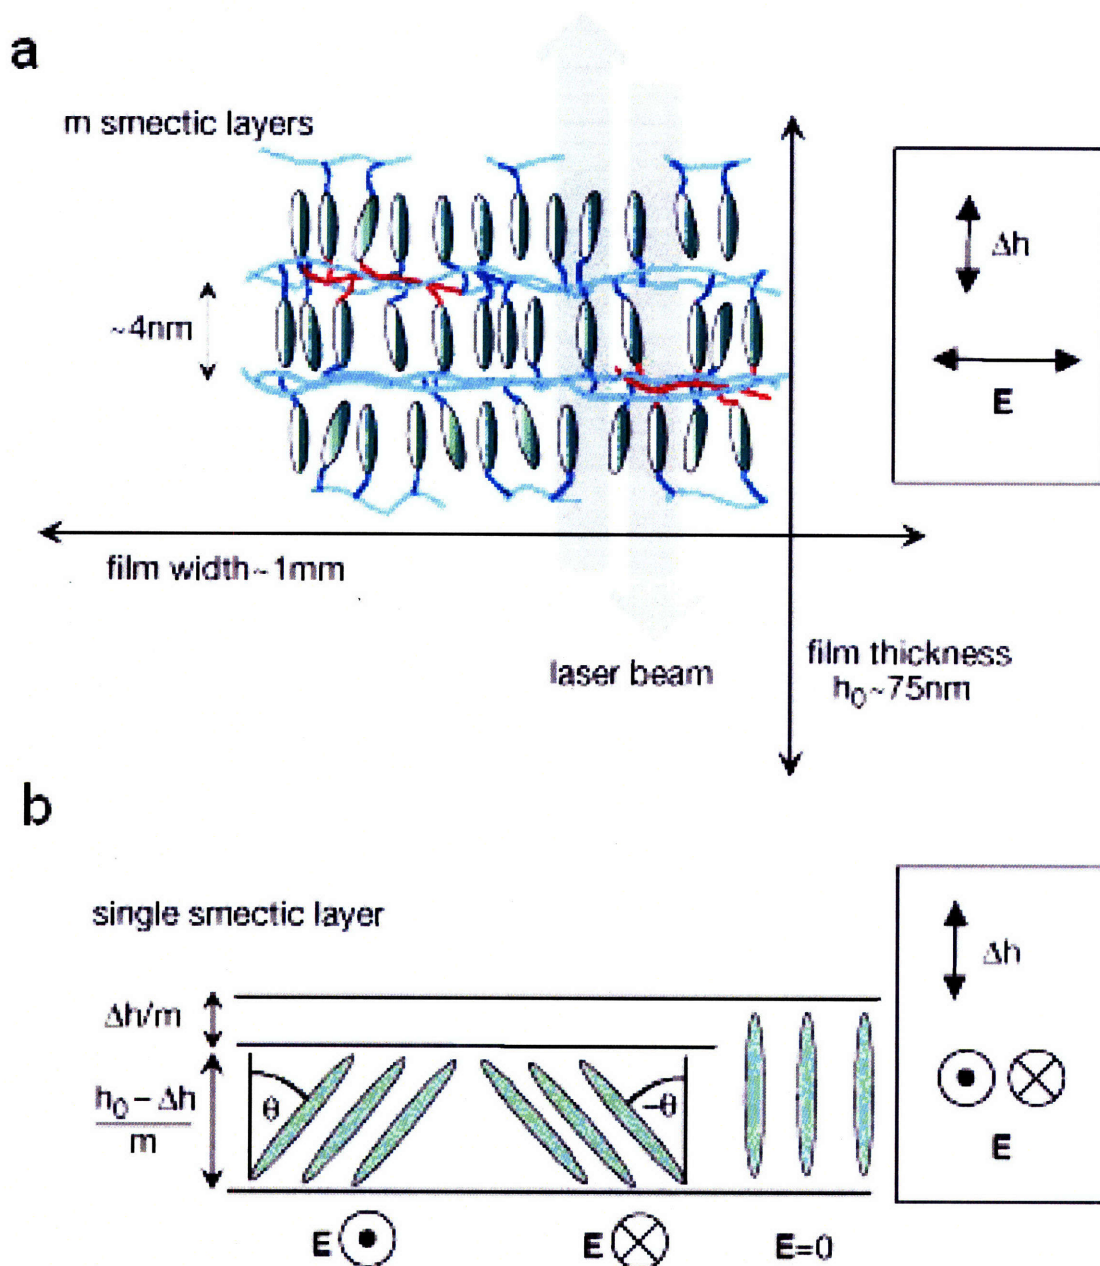 a
m smectic layers
Δh
~4nm
E
film width~1mm
laser beam
film thickness
h₀~75nm
b
single smectic layer
Δh
Δh/m
h₀ – Δh
m
θ
–θ
E
E
E
E=0